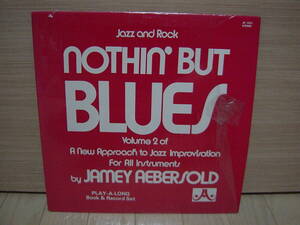 Jazz and Rock
NOTHIN' BUT
BLUES
Volume 2 of
A New Approach to Jazz Improvisation
For All Instruments
by JAMEY AEBERSOLD
PLAY-A-LONG
Book & Record Set